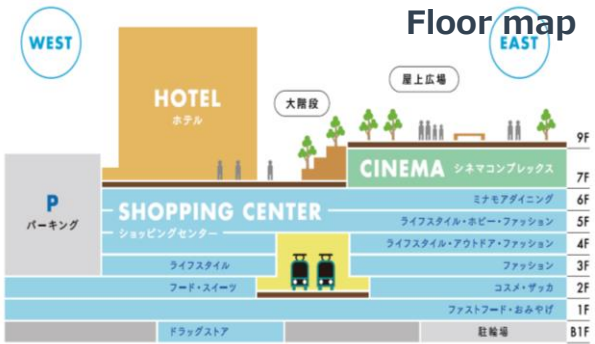 Floor map
WEST
EAST
HOTEL
ホテル
大階段
屋上広場
9F
CINEMA シネマコンプレックス
7F
P
パーキング
SHOPPING CENTER
ショッピングセンター
ミナモアダイニング 6F
ライフスタイル・ホビー・ファッション 5F
ライフスタイル・アウトドア・ファッション 4F
ライフスタイル
ファッション 3F
フード・スイーツ
コスメ・ザッカ 2F
ファストフード・おみやげ 1F
ドラッグストア
駐輪場 B1F